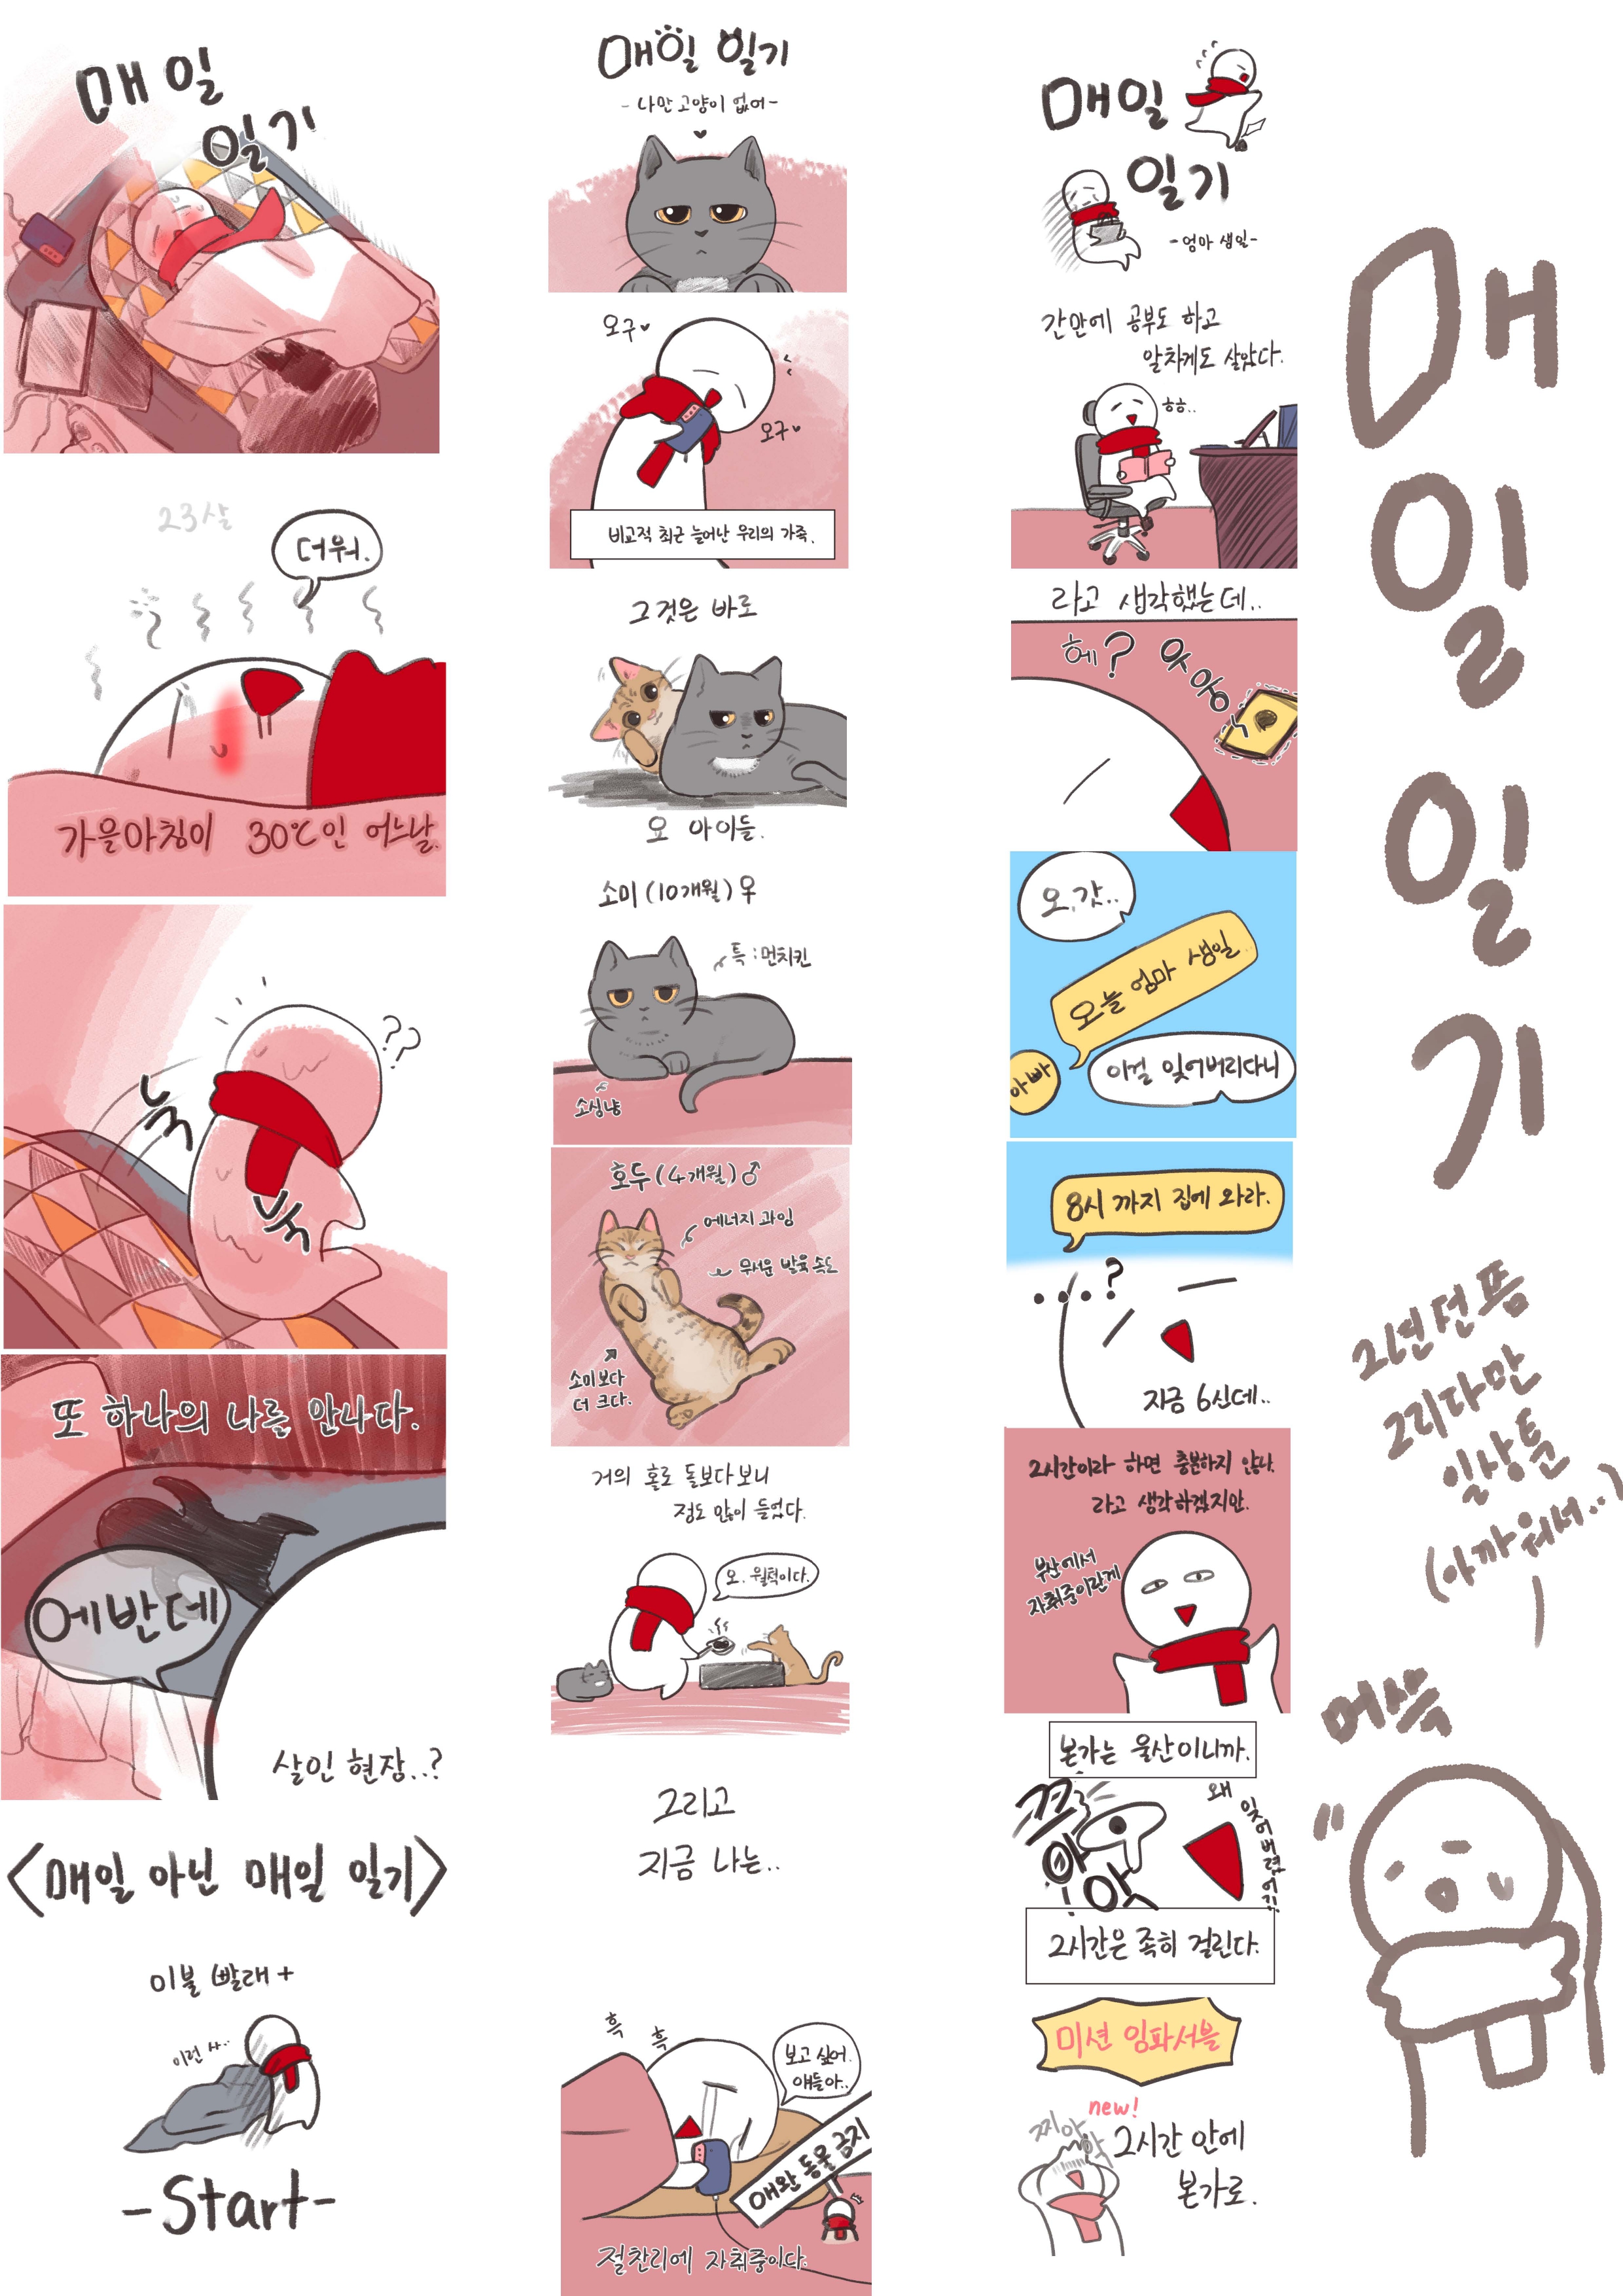 매일
일기
23살
더워.
가을아침이 30℃인 어느날.
??
눅
눅
또 하나의 나를 만나다.
에반데
살인 현장..?
<매일 아닌 매일 일기>
이불 빨래+
이런 ㅆ..
-Start-
매일 일기
-나만 고양이 없어-
오구♥
오구♥
비교적 최근 늘어난 우리의 가족.
그것은 바로
요 아이들.
소미(10개월)♀
특:먼치킨
소심냥
호두(4개월)♂
에너지 과잉
무서운 발육 속도
소미보다
더 크다.
거의 홀로 돌보다보니
정도 많이 들었다.
오. 월척이다.
그리고
지금 나는..
흑
흑
보고 싶어.
얘들아..
애완 동물 금지
절찬리에 자취중이다.
매일
일기
-엄마 생일-
간만에 공부도 하고
알차게도 살았다.
ㅎㅎ..
라고 생각했는데..
헤?
우웅~
오.갓..
오늘 엄마 생일
아빠
이걸 잊어버리다니
8시 까지 집에 와라.
...?
지금 6신데..
2시간이라 하면 충분하지 않냐.
라고 생각하겠지만.
부산에서
자취중이란게
본가는 울산이니까.
끄아악!
왜 잊어버렸어!!
2시간은 족히 걸린다.
미션 임파서블
new!
찌아악
2시간 안에
본가로.
매일일기
2년전쯤
그리다만
일상툰
(아까워서..)
머쓱